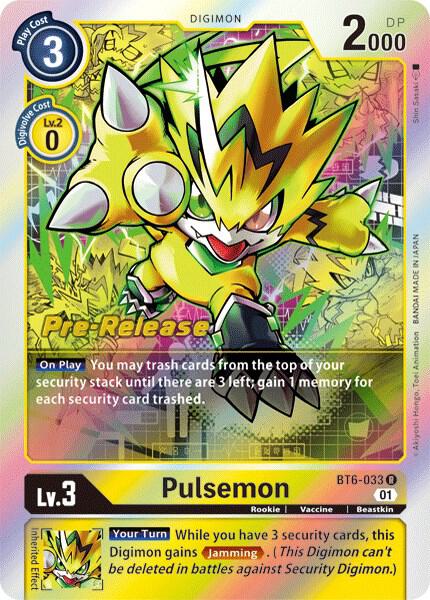 DIGIMON
Play Cost
3
DP
2000
Digivolve Cost
Lv.2
0
Shin Sasaki
© Akiyoshi Hongo, Toei Animation BANDAI MADE IN JAPAN
Pre-Release
On Play You may trash cards from the top of your
security stack until there are 3 left; gain 1 memory for
each security card trashed.
Lv.3
Pulsemon
BT6-033 R
01
Rookie | Vaccine | Beastkin
Inherited Effect
Your Turn While you have 3 security cards, this
Digimon gains Jamming. (This Digimon can't
be deleted in battles against Security Digimon.)